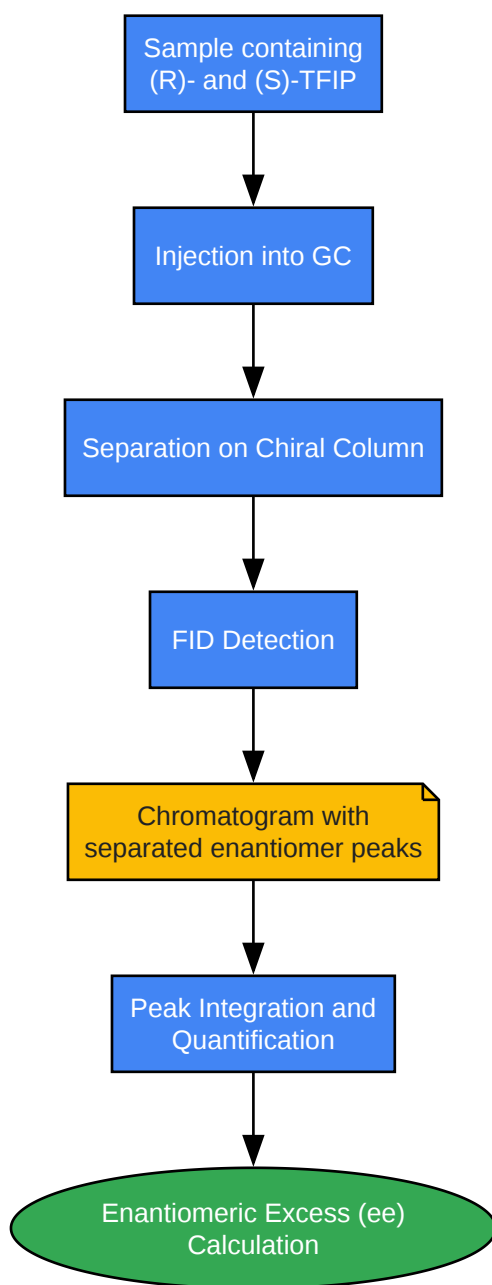 Sample containing
(R)- and (S)-TFIP
Injection into GC
Separation on Chiral Column
FID Detection
Chromatogram with
separated enantiomer peaks
Peak Integration and
Quantification
Enantiomeric Excess (ee)
Calculation